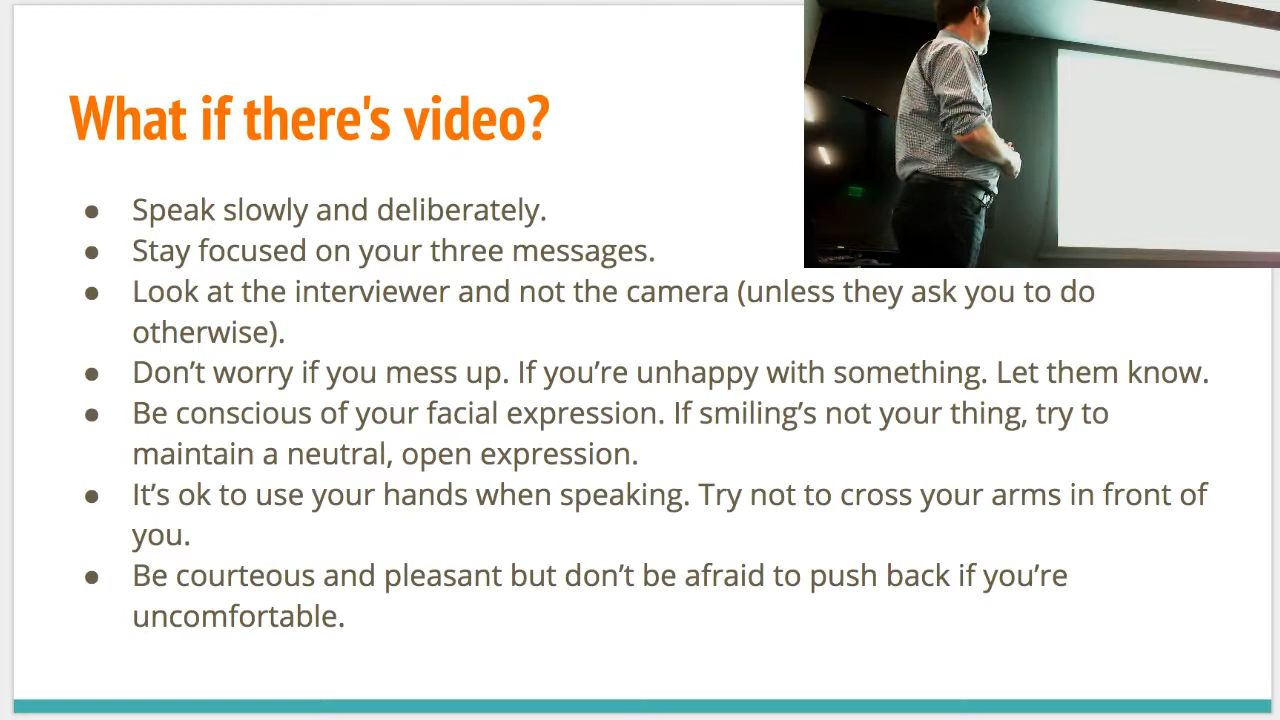 What if there's video?
● Speak slowly and deliberately.
● Stay focused on your three messages.
● Look at the interviewer and not the camera (unless they ask you to do
otherwise).
● Don’t worry if you mess up. If you’re unhappy with something. Let them know.
● Be conscious of your facial expression. If smiling’s not your thing, try to
maintain a neutral, open expression.
● It’s ok to use your hands when speaking. Try not to cross your arms in front of
you.
● Be courteous and pleasant but don’t be afraid to push back if you’re
uncomfortable.